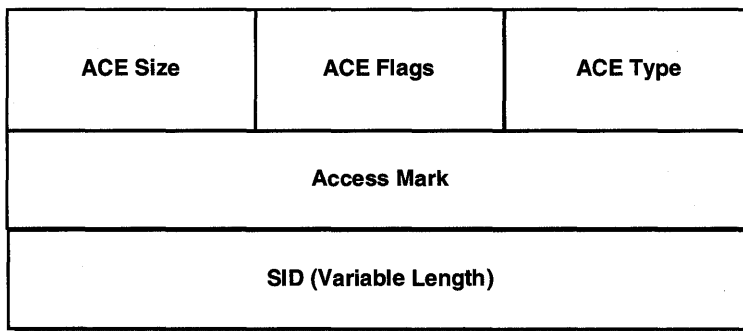 ACE Size
ACE Flags
ACE Type
Access Mark
SID (Variable Length)